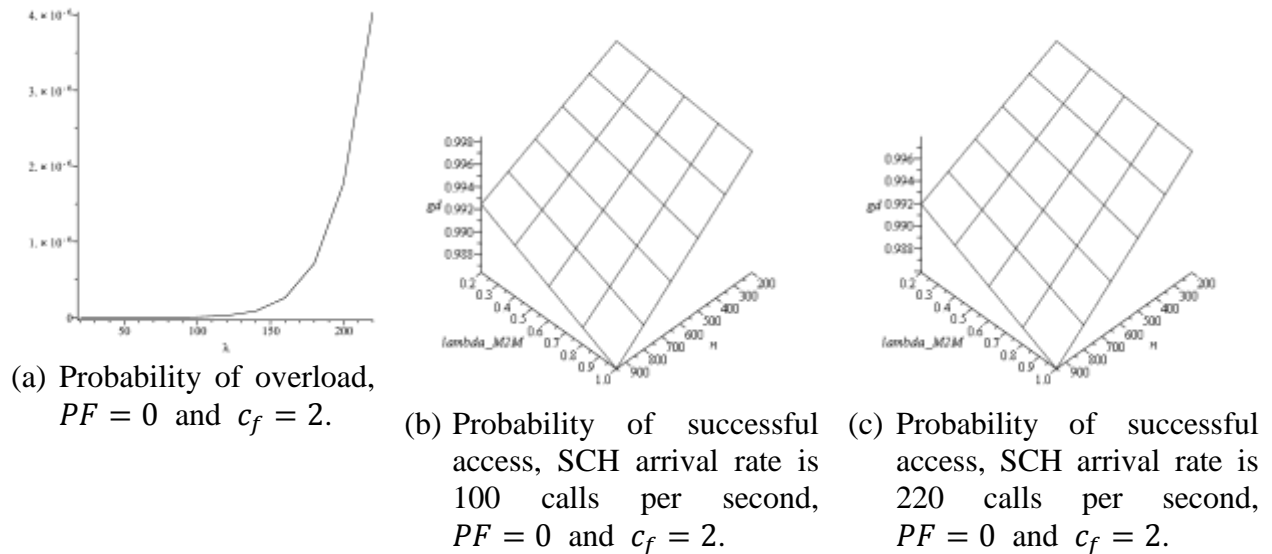 4. × 10⁻⁶
3. × 10⁻⁶
2. × 10⁻⁶
1. × 10⁻⁶
0
50 100 150 200
λ
(a) Probability of overload,
PF = 0 and c_f = 2.
0.998
0.996
0.994
0.992
0.990
0.988
gd
0.2
0.3
0.4
0.5
0.6
0.7
0.8
0.9
1.0
lambda_M2M
200
300
400
500
600
700
800
900
n
(b) Probability of successful
access, SCH arrival rate is
100 calls per second,
PF = 0 and c_f = 2.
0.996
0.994
0.992
0.990
0.988
gd
0.2
0.3
0.4
0.5
0.6
0.7
0.8
0.9
1.0
lambda_M2M
200
300
400
500
600
700
800
900
n
(c) Probability of successful
access, SCH arrival rate is
220 calls per second,
PF = 0 and c_f = 2.